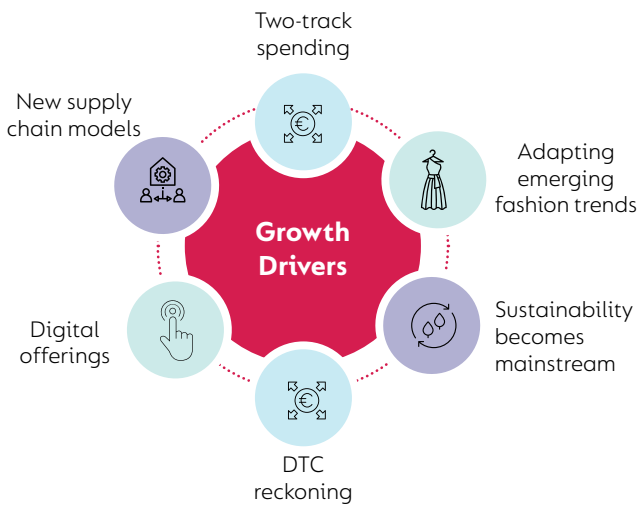 Two-track
spending
New supply
chain models
Adapting
emerging
fashion trends
Growth
Drivers
Digital
offerings
Sustainability
becomes
mainstream
DTC
reckoning
€
€